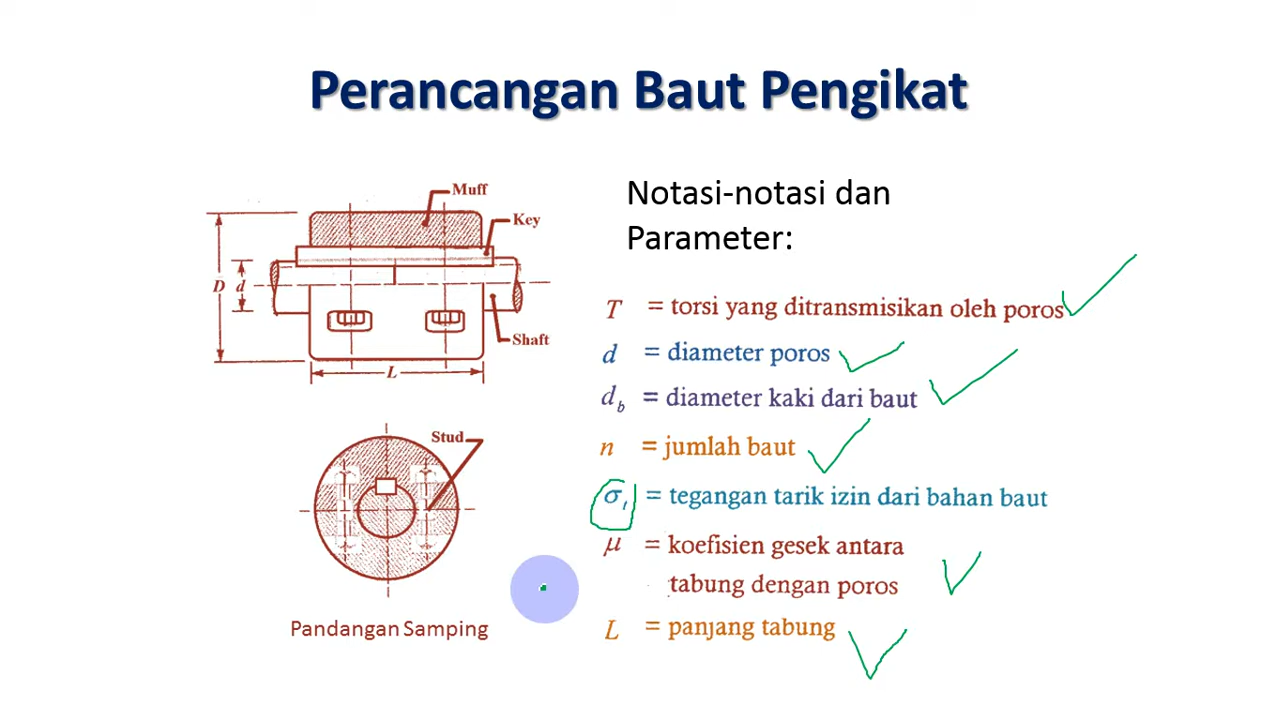 Perancangan Baut Pengikat
Notasi-notasi dan
Parameter:
Muff
Key
D
d
Shaft
L
Stud
Pandangan Samping
T = torsi yang ditransmisikan oleh poros
d = diameter poros
d_b = diameter kaki dari baut
n = jumlah baut
σ_t = tegangan tarik izin dari bahan baut
μ = koefisien gesek antara
tabung dengan poros
L = panjang tabung